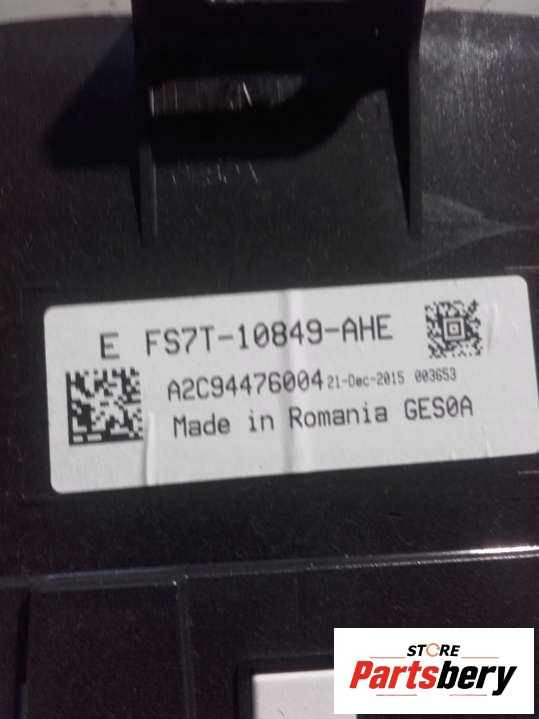 E FS7T-10849-AHE
A2C94476004 21-Dec-2015 003653
Made in Romania GES0A
STORE
Partsbery